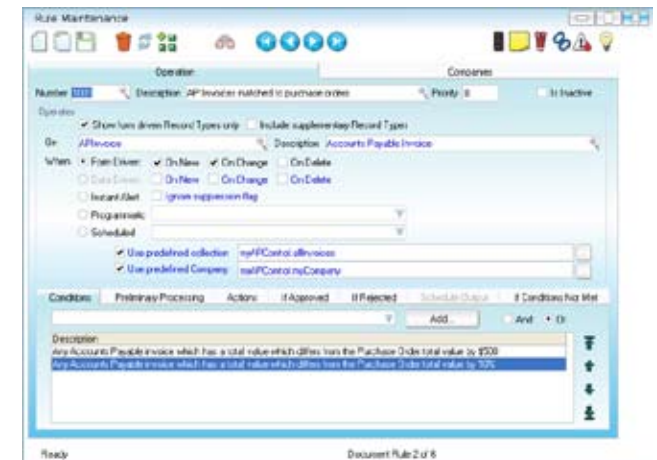 Rule Maintenance
Operation Companies
Number Description AP Invoices matched to purchase orders Priority Is Inactive
Operates
Show form driven Record Types only Include supplementary Record Types
On APInvoice Description Accounts Payable Invoice
When Form Driven On New On Change On Delete
Data Driven On New On Change On Delete
Instant Alert Ignore suppression flag
Programmatic
Scheduled
Use predefined collection myAPControl.allInvoices
Use predefined Company myAPControl.myCompany
Conditions Preliminary Processing Actions If Approved If Rejected Schedule Output If Conditions Not Met
Add... And Or
Description
Any Accounts Payable invoice which has a total value which differs from the Purchase Order total value by $500
Any Accounts Payable invoice which has a total value which differs from the Purchase Order total value by 10%
Ready Document Rule 2 of 6